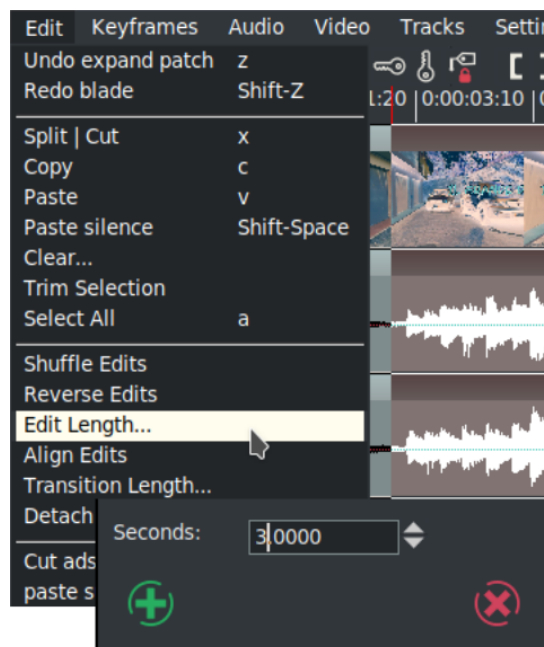 Edit Keyframes Audio Video Tracks
Undo expand patch z
Redo blade Shift-Z
:20 0:00:03:10
Split | Cut x
Copy c
Paste v
Paste silence Shift-Space
Clear...
Trim Selection
Select All a
Shuffle Edits
Reverse Edits
Edit Length...
Align Edits
Transition Length...
Detach
Seconds: 3.0000
Cut ads
paste s